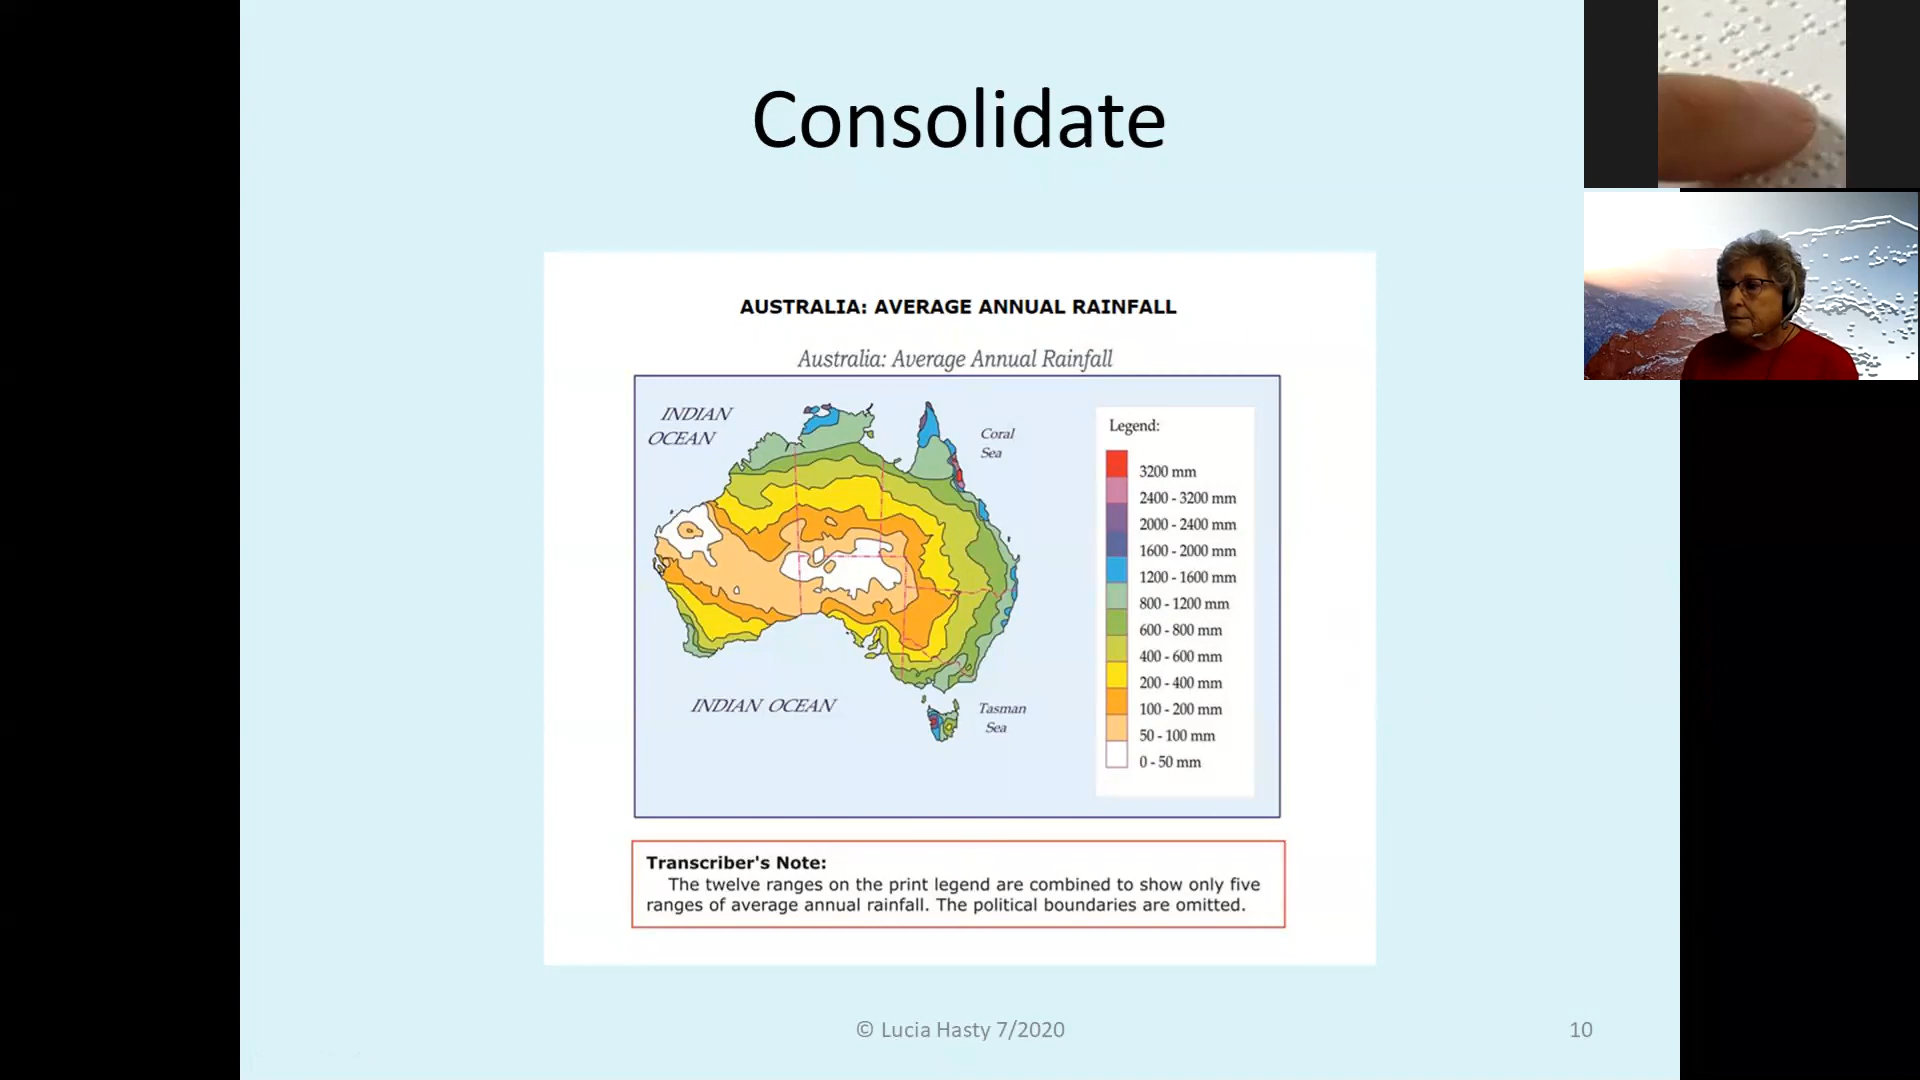 Consolidate
AUSTRALIA: AVERAGE ANNUAL RAINFALL
Australia: Average Annual Rainfall
INDIAN
OCEAN
Coral
Sea
INDIAN OCEAN
Tasman
Sea
Legend:
3200 mm
2400 - 3200 mm
2000 - 2400 mm
1600 - 2000 mm
1200 - 1600 mm
800 - 1200 mm
600 - 800 mm
400 - 600 mm
200 - 400 mm
100 - 200 mm
50 - 100 mm
0 - 50 mm
Transcriber's Note:
The twelve ranges on the print legend are combined to show only five
ranges of average annual rainfall. The political boundaries are omitted.
© Lucia Hasty 7/2020
10